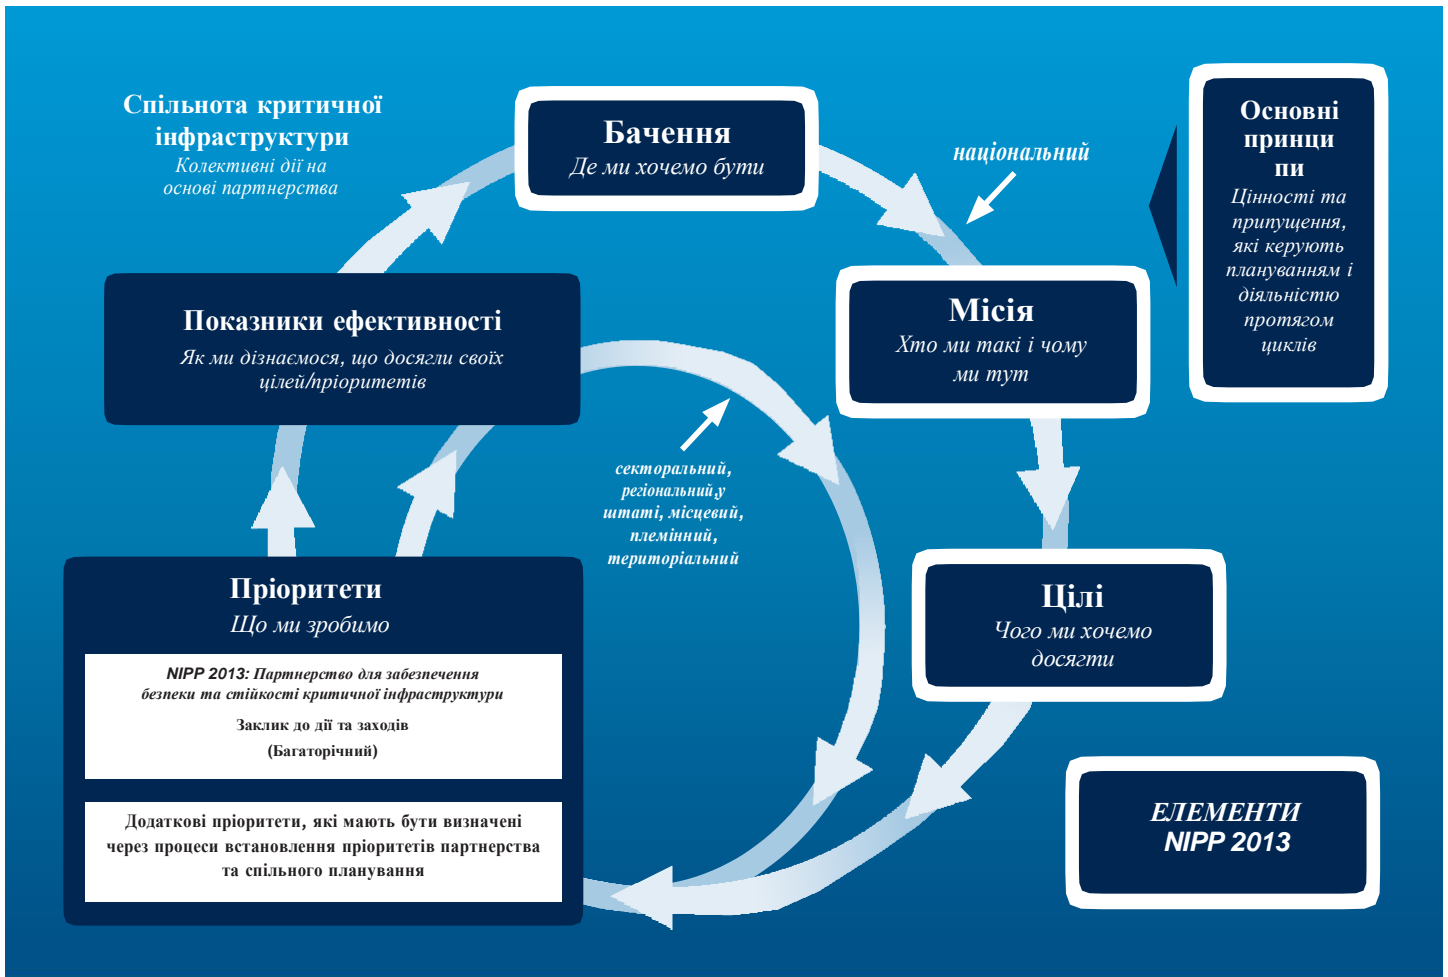 Спільнота критичної
інфраструктури
Колективні дії на
основі партнерства
Бачення
Де ми хочемо бути
національний
Основні
принци
пи
Цінності та
припущення,
які керують
плануванням і
діяльністю
протягом
циклів
Показники ефективності
Як ми дізнаємося, що досягли своїх
цілей/пріоритетів
Місія
Хто ми такі і чому
ми тут
секторальний,
регіональний,у
штаті, місцевий,
племінний,
територіальний
Пріоритети
Що ми зробимо
NIPP 2013: Партнерство для забезпечення
безпеки та стійкості критичної інфраструктури
Заклик до дії та заходів
(Багаторічний)
Додаткові пріоритети, які мають бути визначені
через процеси встановлення пріоритетів партнерства
та спільного планування
Цілі
Чого ми хочемо
досягти
ЕЛЕМЕНТИ
NIPP 2013